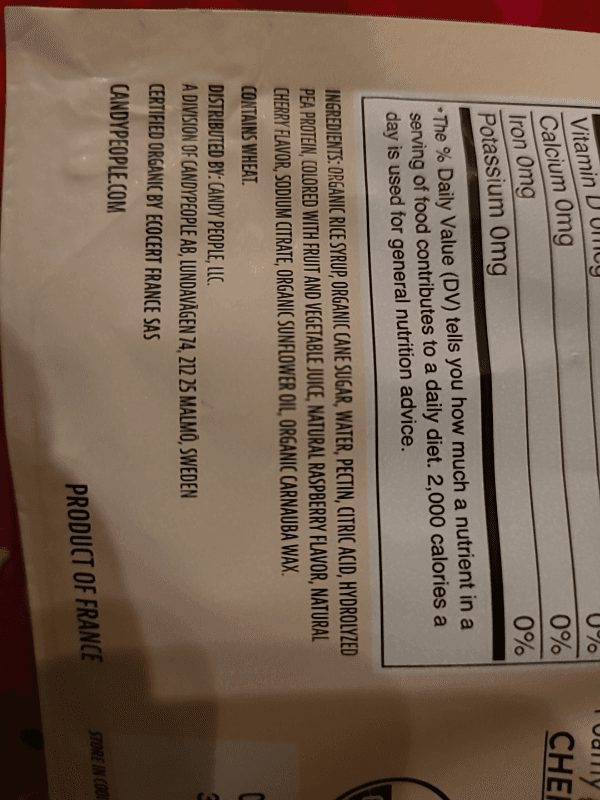 Vitamin D 0mcg 0%
Calcium 0mg 0%
Iron 0mg 0%
Potassium 0mg
* The % Daily Value (DV) tells you how much a nutrient in a
serving of food contributes to a daily diet. 2,000 calories a
day is used for general nutrition advice.
INGREDIENTS: ORGANIC RICE SYRUP, ORGANIC CANE SUGAR, WATER, PECTIN, CITRIC ACID, HYDROLYZED
PEA PROTEIN, COLORED WITH FRUIT AND VEGETABLE JUICE, NATURAL RASPBERRY FLAVOR, NATURAL
CHERRY FLAVOR, SODIUM CITRATE, ORGANIC SUNFLOWER OIL, ORGANIC CARNAUBA WAX.
CONTAINS WHEAT.
DISTRIBUTED BY: CANDY PEOPLE, LLC.
A DIVISION OF CANDYPEOPLE AB, LUNDAVÄGEN 74, 212 25 MALMÖ, SWEDEN
CERTIFIED ORGANIC BY ECOCERT FRANCE SAS
CANDYPEOPLE.COM
PRODUCT OF FRANCE
STORE IN